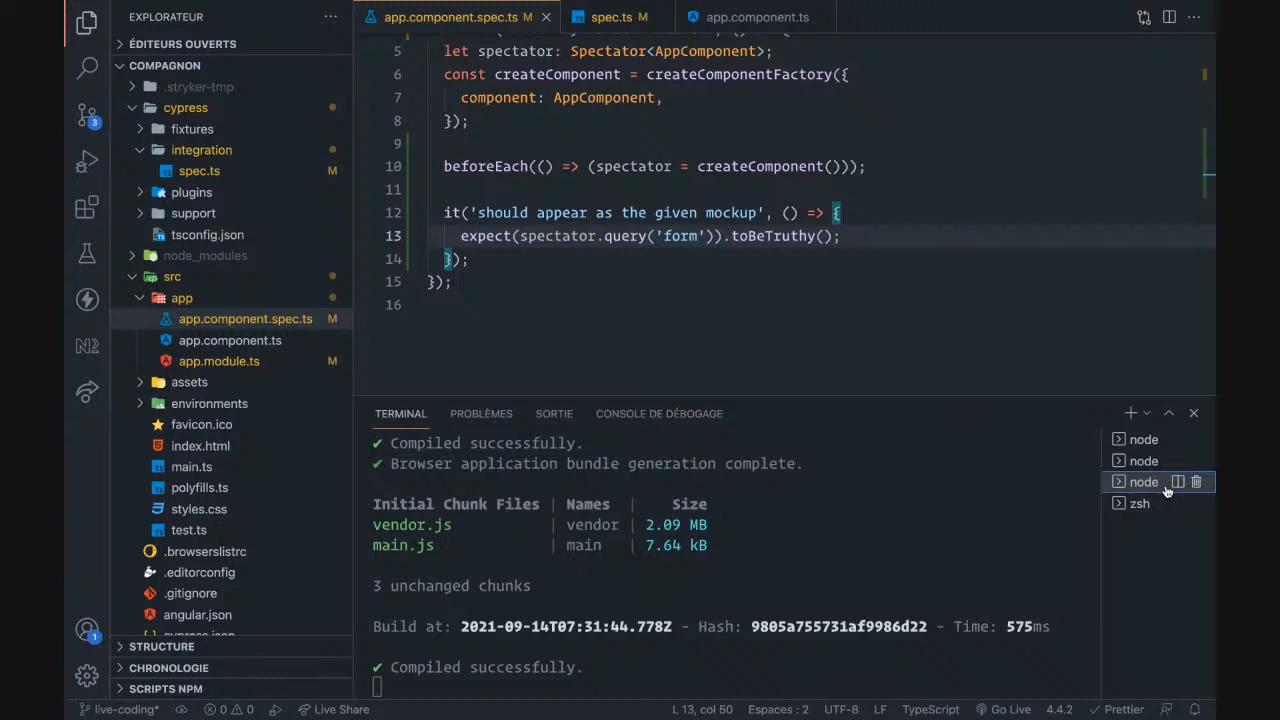 EXPLORATEUR
app.component.spec.ts M
spec.ts M
app.component.ts
ÉDITEURS OUVERTS
COMPAGNON
.stryker-tmp
cypress
fixtures
integration
spec.ts M
plugins
support
tsconfig.json
node_modules
src
app
app.component.spec.ts M
app.component.ts
app.module.ts M
assets
environments
favicon.ico
index.html
main.ts
polyfills.ts
styles.css
test.ts
.browserslistrc
.editorconfig
.gitignore
angular.json
cypress.json
STRUCTURE
CHRONOLOGIE
SCRIPTS NPM
3
N2
1
5 let spectator: Spectator<AppComponent>;
6 const createComponent = createComponentFactory({
7 component: AppComponent,
8 });
9
10 beforeEach(() => (spectator = createComponent()));
11
12 it('should appear as the given mockup', () => {
13 expect(spectator.query('form')).toBeTruthy();
14 });
15 });
16
TERMINAL PROBLÈMES SORTIE CONSOLE DE DÉBOGAGE
✔ Compiled successfully.
✔ Browser application bundle generation complete.
Initial Chunk Files | Names | Size
vendor.js | vendor | 2.09 MB
main.js | main | 7.64 kB
3 unchanged chunks
Build at: 2021-09-14T07:31:44.778Z - Hash: 9805a755731af9986d22 - Time: 575ms
✔ Compiled successfully.
node
node
node
zsh
live-coding* 0 0 Live Share L 13, col 50 Espaces : 2 UTF-8 LF TypeScript Go Live 4.4.2 Prettier